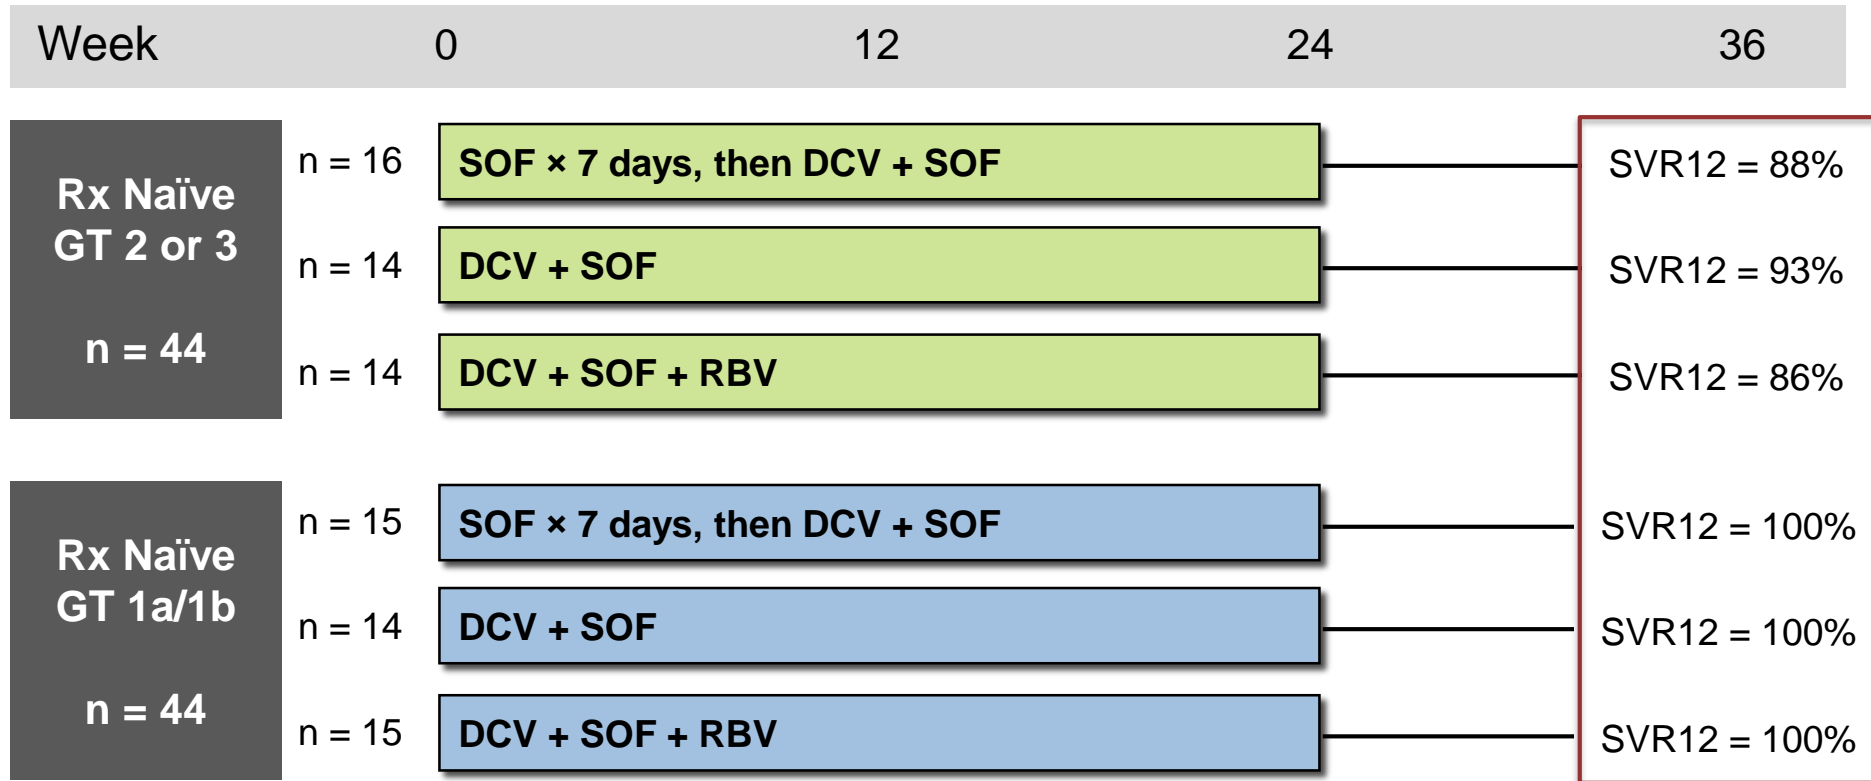 Week 0 12 24 36
Rx Naïve
GT 2 or 3
n = 44
n = 16 SOF × 7 days, then DCV + SOF SVR12 = 88%
n = 14 DCV + SOF SVR12 = 93%
n = 14 DCV + SOF + RBV SVR12 = 86%
Rx Naïve
GT 1a/1b
n = 44
n = 15 SOF × 7 days, then DCV + SOF SVR12 = 100%
n = 14 DCV + SOF SVR12 = 100%
n = 15 DCV + SOF + RBV SVR12 = 100%